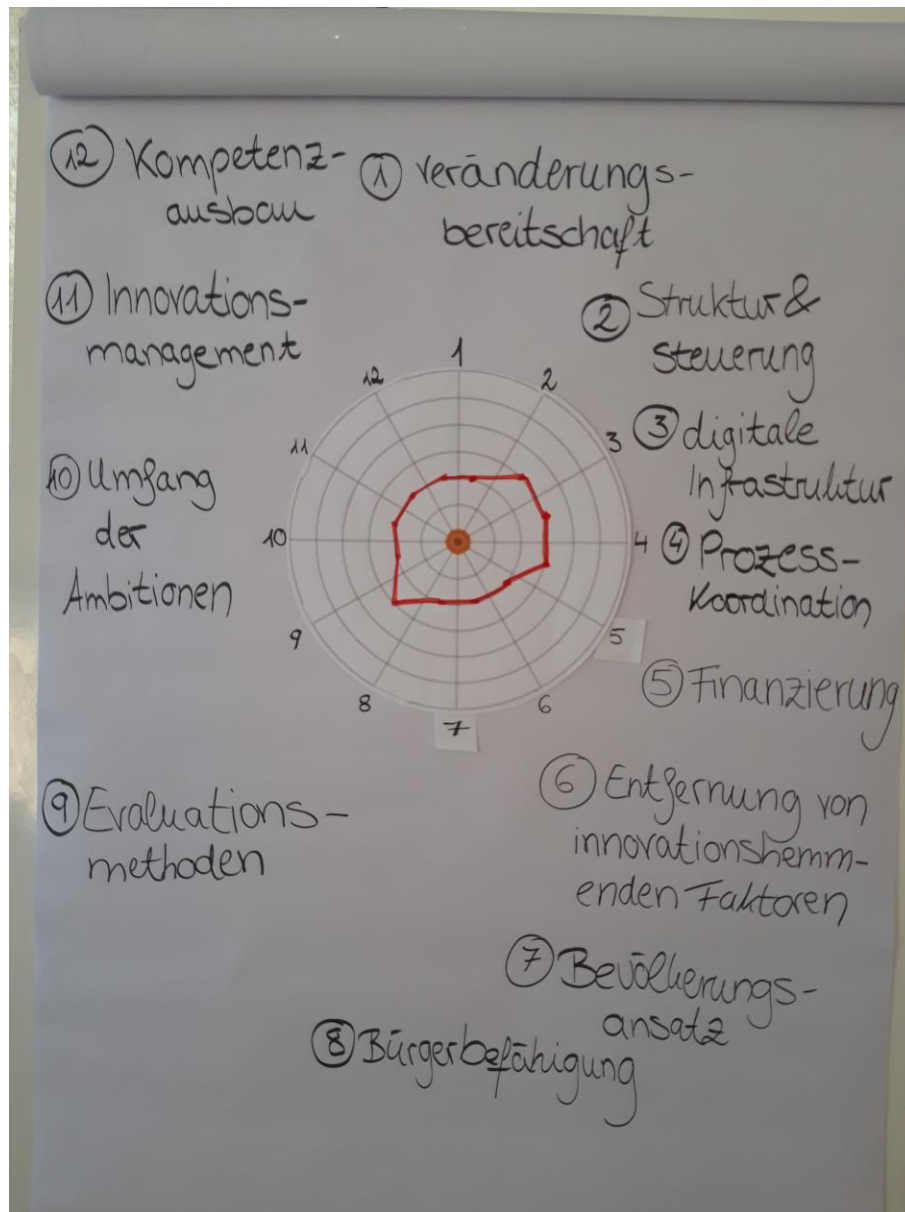 12 Kompetenz-
ausbau
1 Veränderungs-
bereitschaft
11 Innovations-
management
2 Struktur &
Steuerung
3 digitale
Infrastruktur
10 Umfang
der
Ambitionen
4 Prozess-
Koordination
5 Finanzierung
6 Entfernung von
innovationshemm-
enden Faktoren
9 Evaluations-
methoden
7 Bevölkerungs-
ansatz
8 Bürgerbefähigung
1
2
3
4
5
6
7
8
9
10
11
12